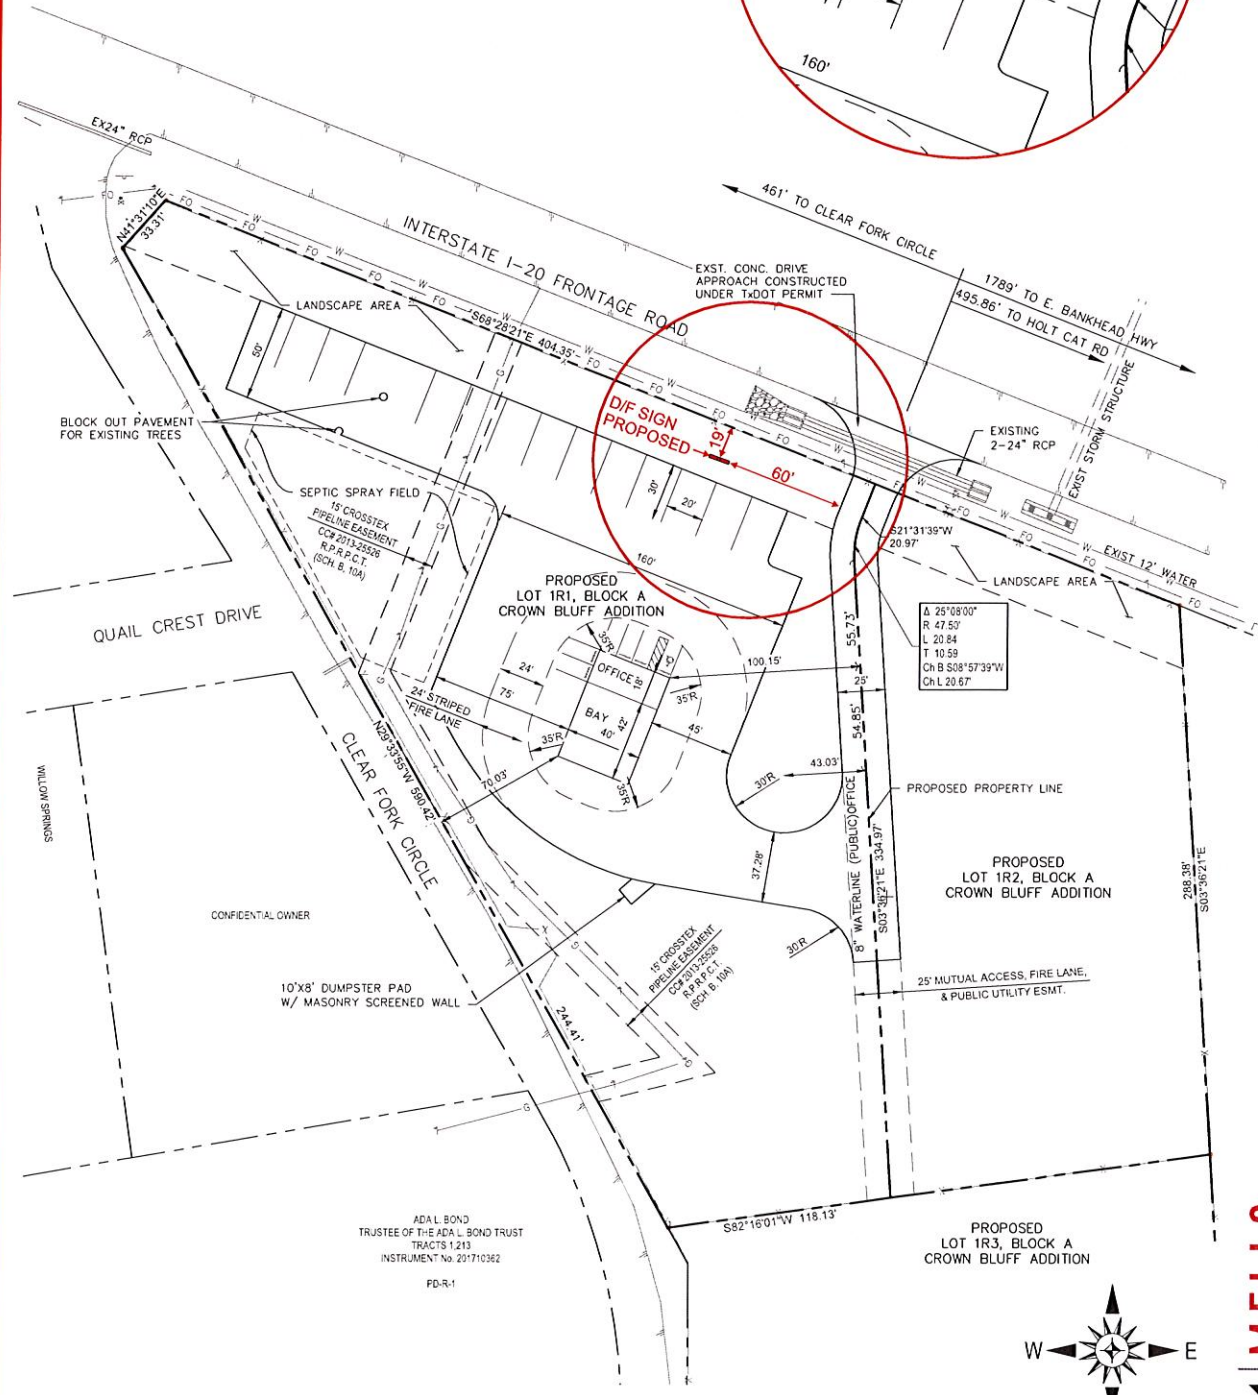 160'
EX24" RCP
N41°31'10"E
33.31'
FO
W
INTERSTATE I-20 FRONTAGE ROAD
461' TO CLEAR FORK CIRCLE
1789' TO E. BANKHEAD HWY
495.86' TO HOLT CAT RD
EXST. CONC. DRIVE
APPROACH CONSTRUCTED
UNDER TxDOT PERMIT
LANDSCAPE AREA
S68°28'21"E 404.35'
50'
BLOCK OUT PAVEMENT
FOR EXISTING TREES
D/F SIGN
PROPOSED
19'
60'
EXISTING
2-24" RCP
EXIST STORM STRUCTURE
SEPTIC SPRAY FIELD
15' CROSSTEX
PIPELINE EASEMENT
CC# 2013-25526
R.P.R.P.C.T.
(SCH. B, 10A)
30'
20'
160'
S21°31'39"W
20.97'
EXIST 12' WATER
LANDSCAPE AREA
PROPOSED
LOT 1R1, BLOCK A
CROWN BLUFF ADDITION
Δ 25°08'00"
R 47.50'
L 20.84
T 10.59
Ch B S08°57'39"W
Ch L 20.67'
QUAIL CREST DRIVE
35'R
OFFICE
18'
24'
75'
24' STRIPED
FIRE LANE
BAY
40'
42'
35'R
35'R
35'R
45'
100.15'
55.73'
25'
54.85'
43.03'
30'R
70.03'
N29°33'55"W 590.42'
CLEAR FORK CIRCLE
WILLOW SPRINGS
PROPOSED PROPERTY LINE
8" WATERLINE (PUBLIC)OFFICE
S03°36'21"E 334.97'
37.28'
30'R
PROPOSED
LOT 1R2, BLOCK A
CROWN BLUFF ADDITION
288.38'
S03°36'21"E
CONFIDENTIAL OWNER
10'X8' DUMPSTER PAD
W/ MASONRY SCREENED WALL
15' CROSSTEX
PIPELINE EASEMENT
CC# 2013-25526
R.P.R.P.C.T.
(SCH. B, 10A)
25' MUTUAL ACCESS, FIRE LANE,
& PUBLIC UTILITY ESMT.
244.41'
G
ADA L. BOND
TRUSTEE OF THE ADA L. BOND TRUST
TRACTS 1,213
INSTRUMENT No. 201710362
PD-R-1
S82°16'01"W 118.13'
PROPOSED
LOT 1R3, BLOCK A
CROWN BLUFF ADDITION
W
E